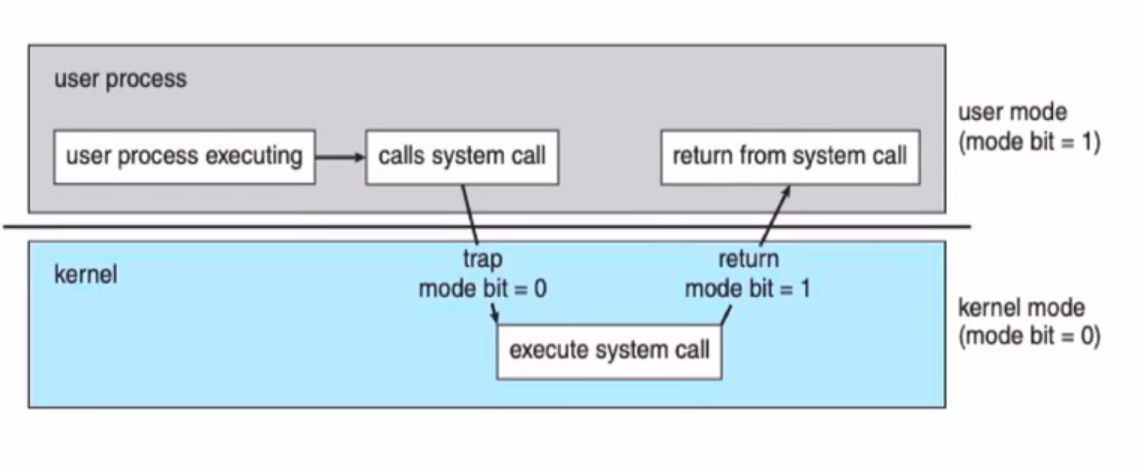 user process
user process executing
calls system call
return from system call
user mode
(mode bit = 1)
kernel
trap
mode bit = 0
return
mode bit = 1
execute system call
kernel mode
(mode bit = 0)